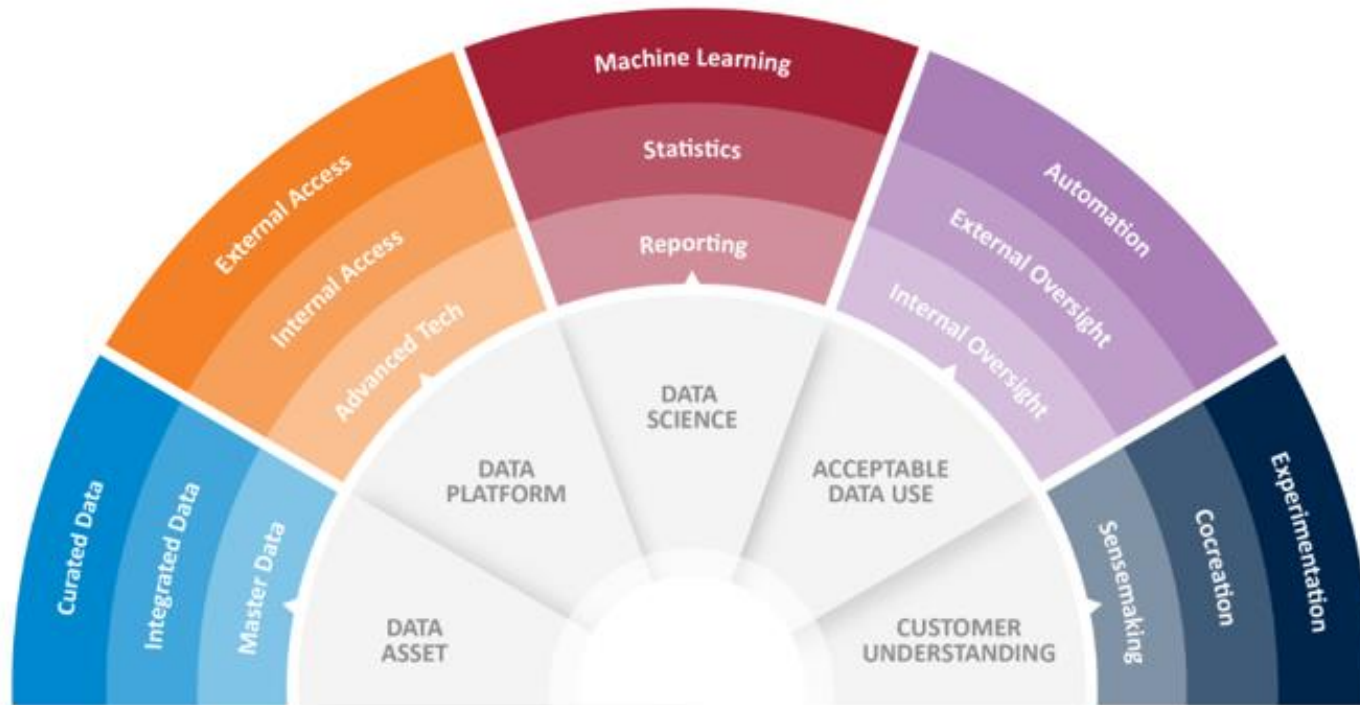 Curated Data
Integrated Data
Master Data
DATA
ASSET
External Access
Internal Access
Advanced Tech
DATA
PLATFORM
Machine Learning
Statistics
Reporting
DATA
SCIENCE
Automation
External Oversight
Internal Oversight
ACCEPTABLE
DATA USE
Experimentation
Cocreation
Sensemaking
CUSTOMER
UNDERSTANDING